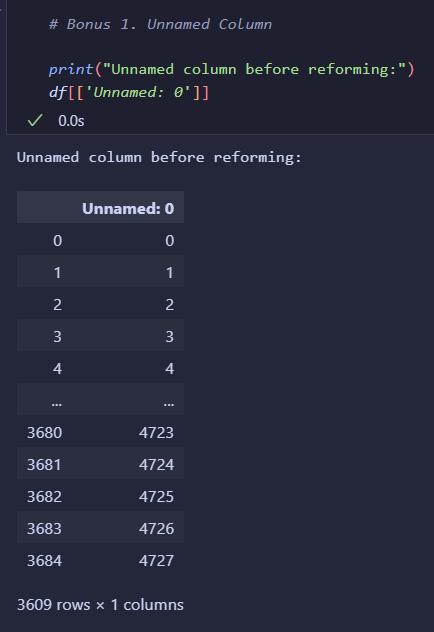 # Bonus 1. Unnamed Column
print("Unnamed column before reforming:")
df[['Unnamed: 0']]
✓ 0.0s
Unnamed column before reforming:
Unnamed: 0
0 0
1 1
2 2
3 3
4 4
... ...
3680 4723
3681 4724
3682 4725
3683 4726
3684 4727
3609 rows × 1 columns